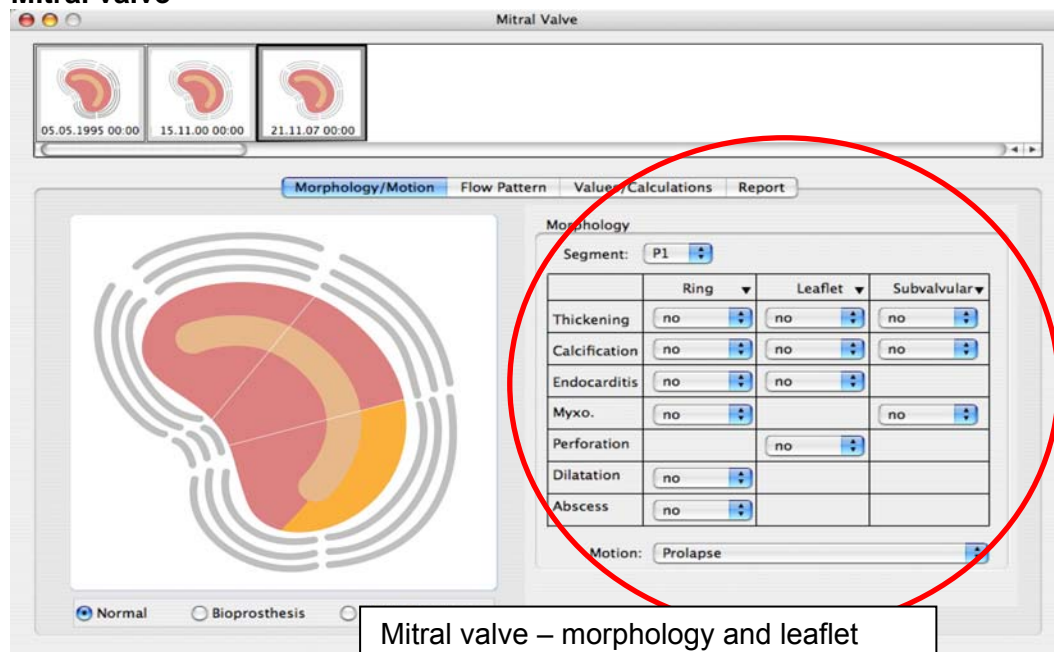 Mitral valve
Mitral Valve
05.05.1995 00:00 15.11.00 00:00 21.11.07 00:00
Morphology/Motion Flow Pattern Values/Calculations Report
Morphology
Segment: P1
Ring Leaflet Subvalvular
Thickening no no no
Calcification no no no
Endocarditis no no
Myxo. no no
Perforation no
Dilatation no
Abscess no
Motion: Prolapse
Normal Bioprosthesis
Mitral valve – morphology and leaflet